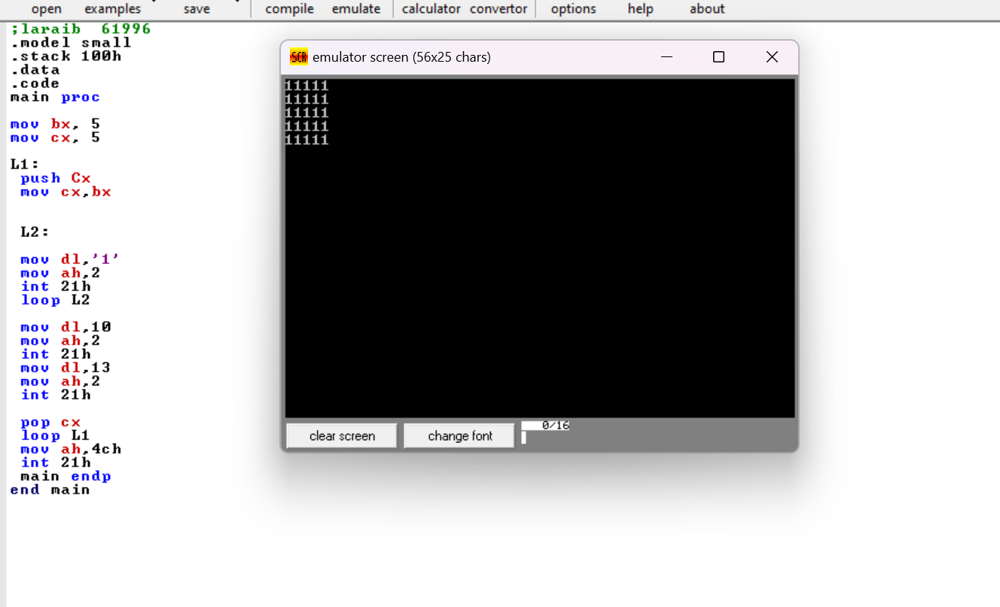 open examples save compile emulate calculator convertor options help about
;laraib  61996
.model small
.stack 100h
.data
.code
main proc
mov bx, 5
mov cx, 5
L1:
push Cx
mov cx,bx
L2:
mov dl,'1'
mov ah,2
int 21h
loop L2
mov dl,10
mov ah,2
int 21h
mov dl,13
mov ah,2
int 21h
pop cx
loop L1
mov ah,4ch
int 21h
main endp
end main
SCR emulator screen (56x25 chars)
11111
11111
11111
11111
11111
clear screen change font 0/16